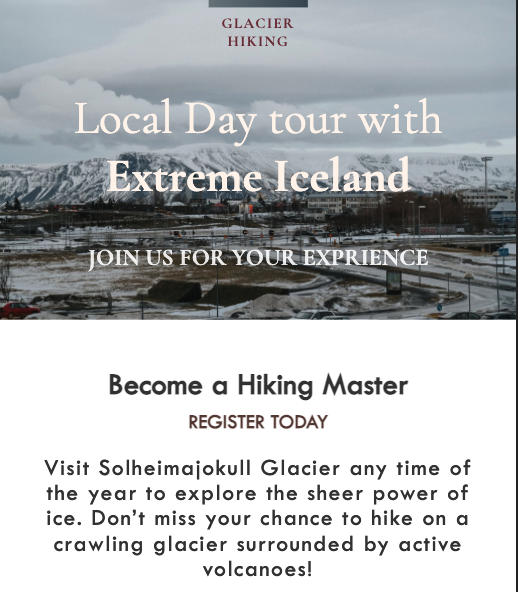 GLACIER
HIKING
Local Day tour with
Extreme Iceland
JOIN US FOR YOUR EXPRIENCE
Become a Hiking Master
REGISTER TODAY
Visit Solheimajokull Glacier any time of
the year to explore the sheer power of
ice. Don't miss your chance to hike on a
crawling glacier surrounded by active
volcanoes!